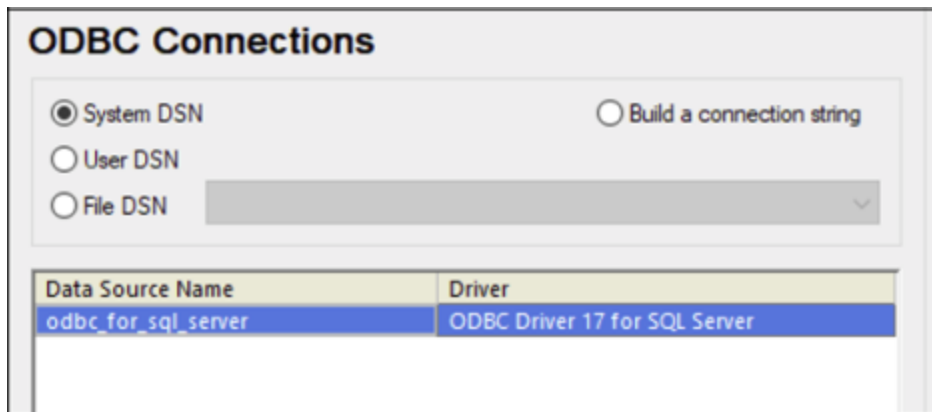 ODBC Connections
System DSN
Build a connection string
User DSN
File DSN
Data Source Name Driver
odbc_for_sql_server ODBC Driver 17 for SQL Server